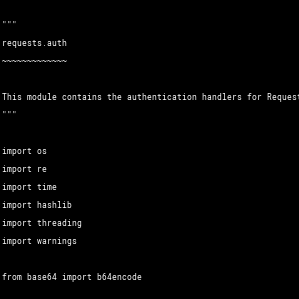 """
requests.auth
~~~~~~~~~~~~~
This module contains the authentication handlers for Request
"""
import os
import re
import time
import hashlib
import threading
import warnings
from base64 import b64encode